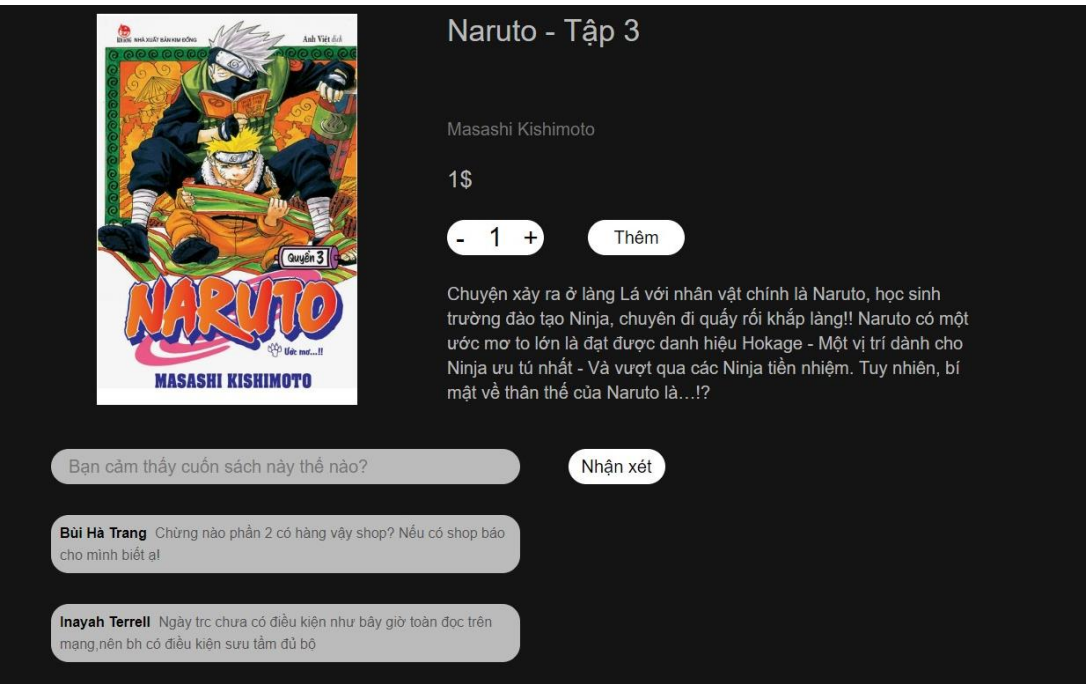 NHÀ XUẤT BẢN KIM ĐỒNG
Anh Việt dịch
Quyển 3
NARUTO
Ước mơ...!!
MASASHI KISHIMOTO
Naruto - Tập 3
Masashi Kishimoto
1$
- 1 +
Thêm
Chuyện xảy ra ở làng Lá với nhân vật chính là Naruto, học sinh
trường đào tạo Ninja, chuyên đi quấy rối khắp làng!! Naruto có một
ước mơ to lớn là đạt được danh hiệu Hokage - Một vị trí dành cho
Ninja ưu tú nhất - Và vượt qua các Ninja tiền nhiệm. Tuy nhiên, bí
mật về thân thế của Naruto là…!?
Bạn cảm thấy cuốn sách này thế nào?
Nhận xét
Bùi Hà Trang Chừng nào phần 2 có hàng vậy shop? Nếu có shop báo
cho mình biết ạ!
Inayah Terrell Ngày trc chưa có điều kiện như bây giờ toàn đọc trên
mạng,nên bh có điều kiện sưu tầm đủ bộ